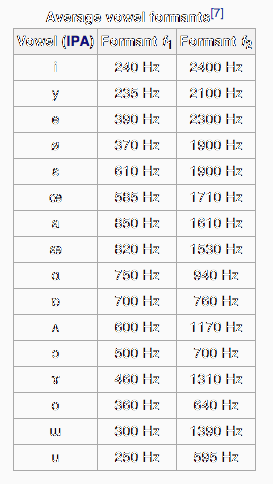 Average vowel formants[7]
Vowel (IPA) Formant f1 Formant f2
i 240 Hz 2400 Hz
y 235 Hz 2100 Hz
e 390 Hz 2300 Hz
ø 370 Hz 1900 Hz
ɛ 610 Hz 1900 Hz
œ 585 Hz 1710 Hz
a 850 Hz 1610 Hz
ɶ 820 Hz 1530 Hz
ɑ 750 Hz 940 Hz
ɒ 700 Hz 760 Hz
ʌ 600 Hz 1170 Hz
ɔ 500 Hz 700 Hz
ɤ 460 Hz 1310 Hz
o 360 Hz 640 Hz
ɯ 300 Hz 1390 Hz
u 250 Hz 595 Hz